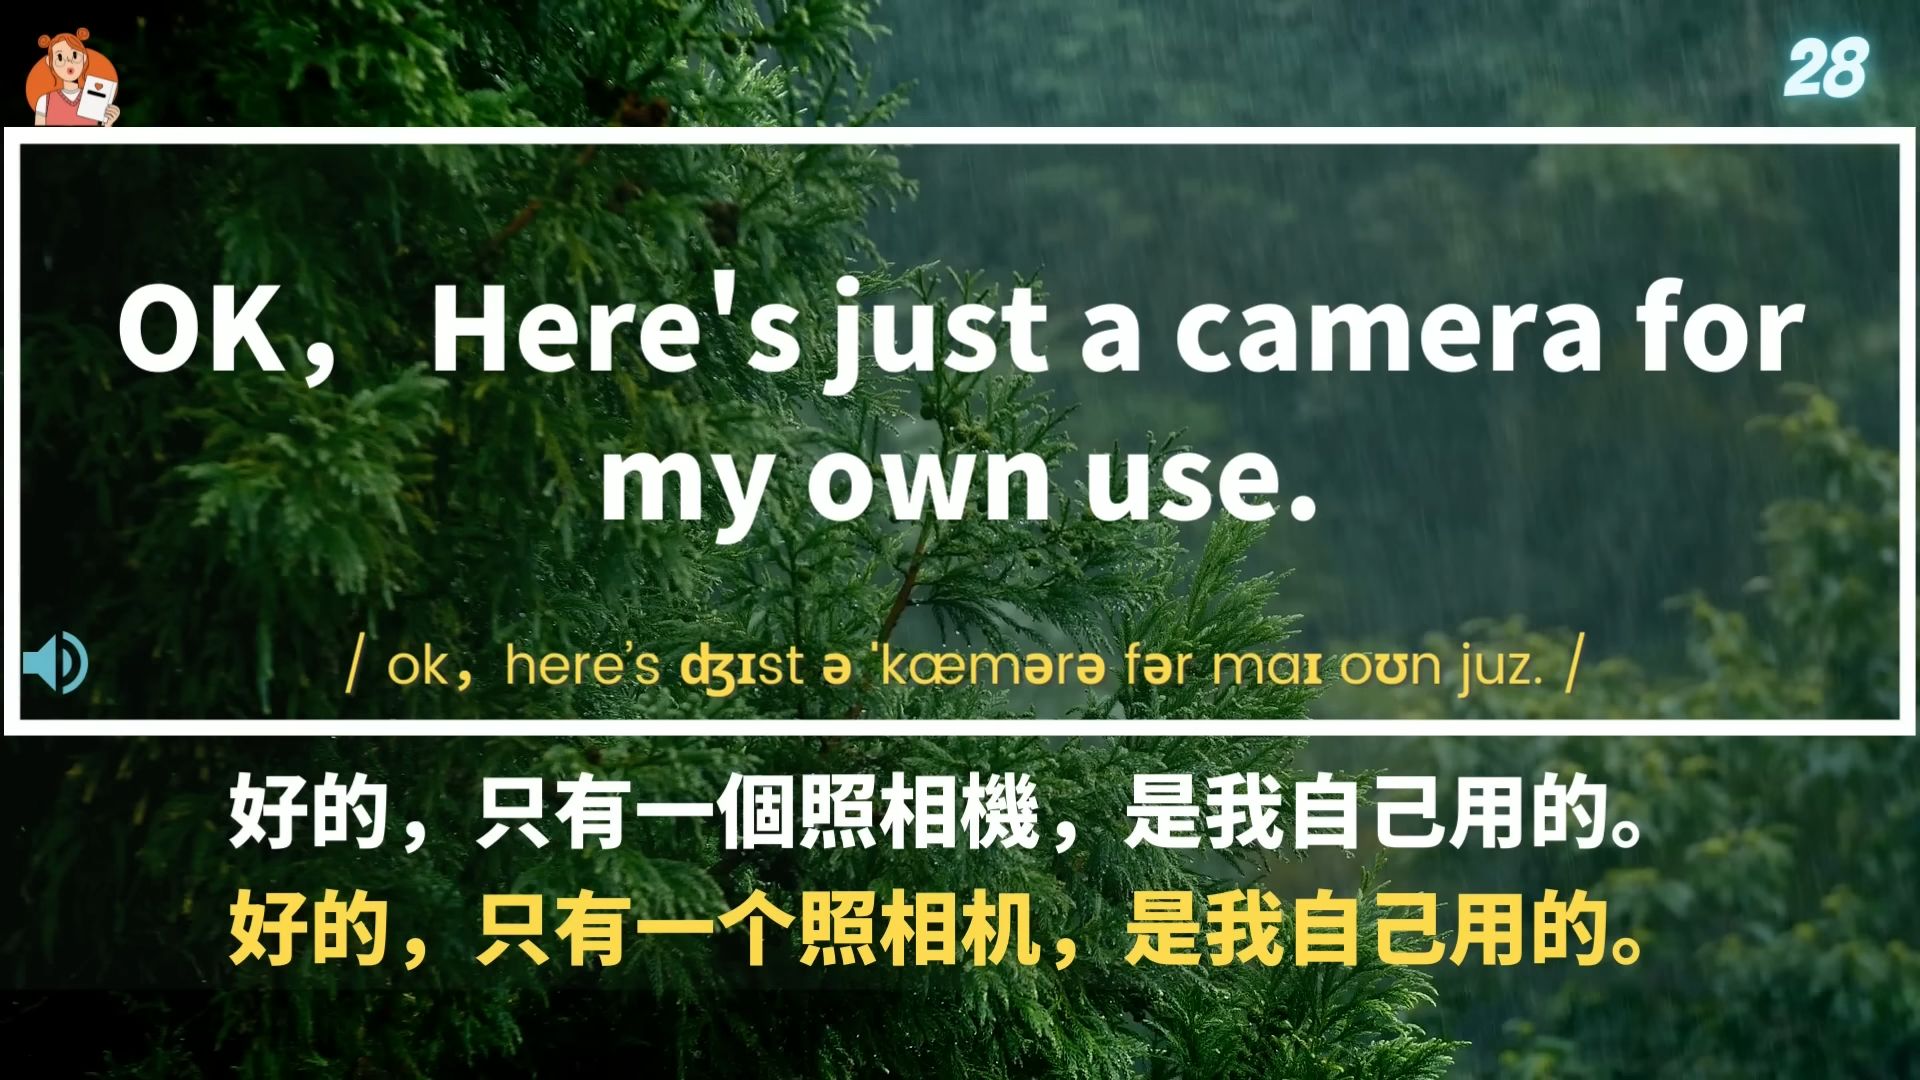 28
OK， Here's just a camera for
my own use.
/ ok，here’s ʤɪst ə ˈkæmərə fər maɪ oʊn juz. /
好的，只有一個照相機，是我自己用的。
好的，只有一个照相机，是我自己用的。